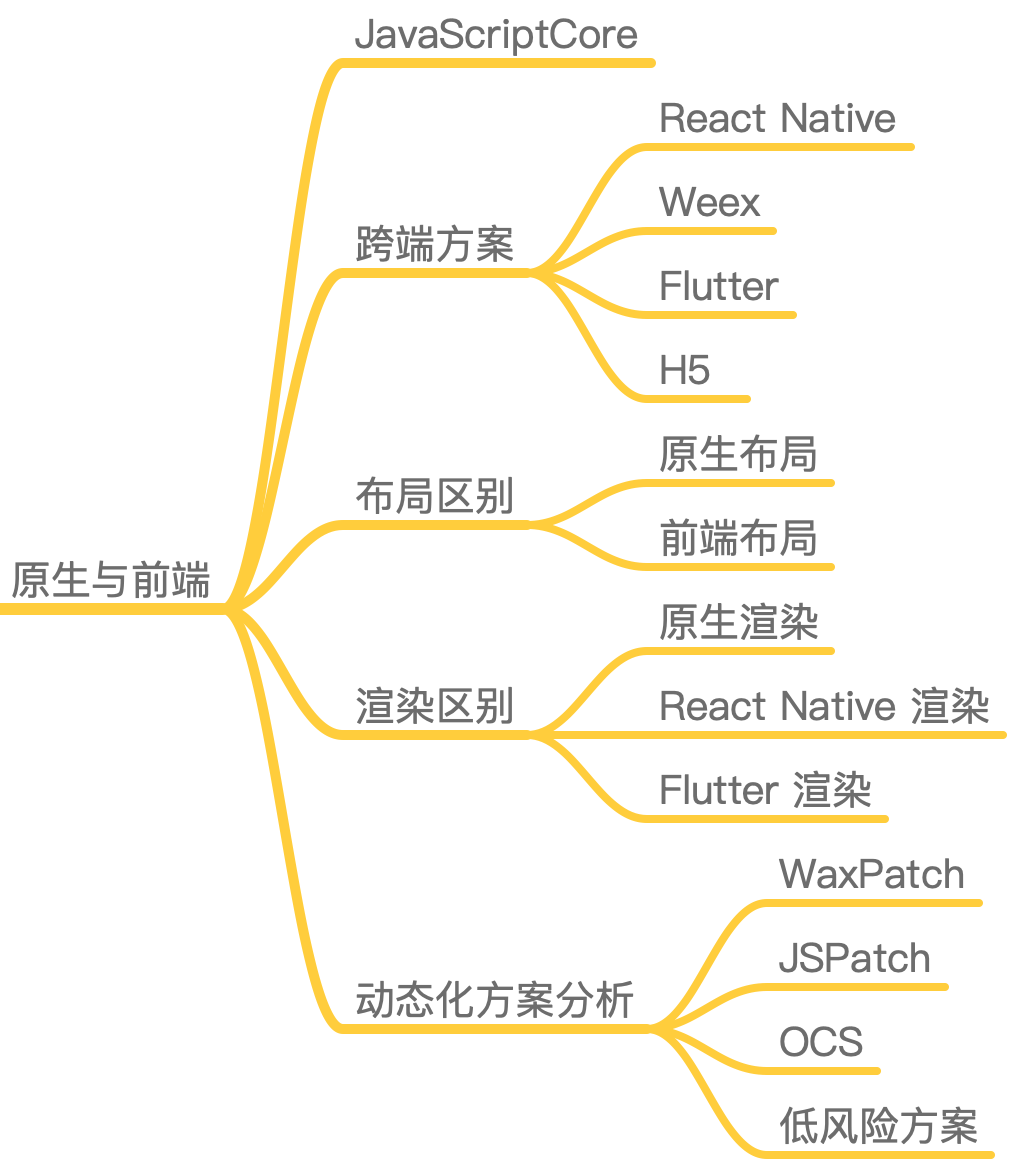 JavaScriptCore
React Native
Weex
跨端方案
Flutter
H5
原生布局
布局区别
前端布局
原生与前端
原生渲染
渲染区别
React Native 渲染
Flutter 渲染
WaxPatch
JSPatch
动态化方案分析
OCS
低风险方案